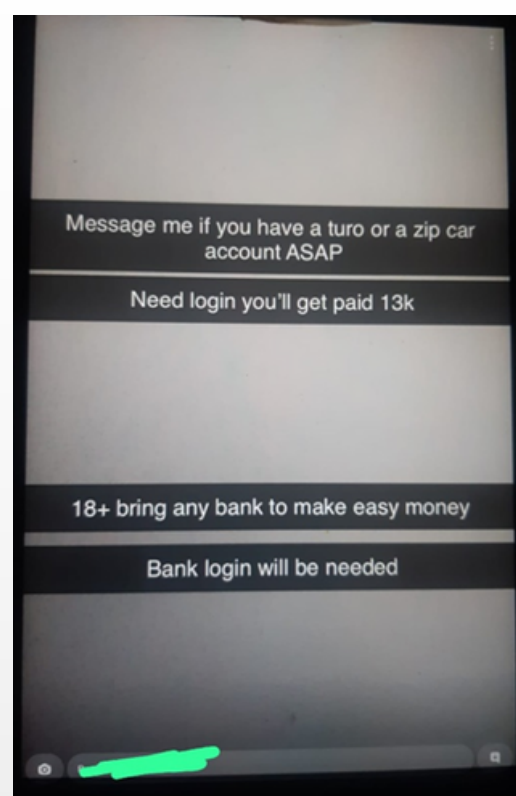 Message me if you have a turo or a zip car
account ASAP
Need login you'll get paid 13k
18+ bring any bank to make easy money
Bank login will be needed